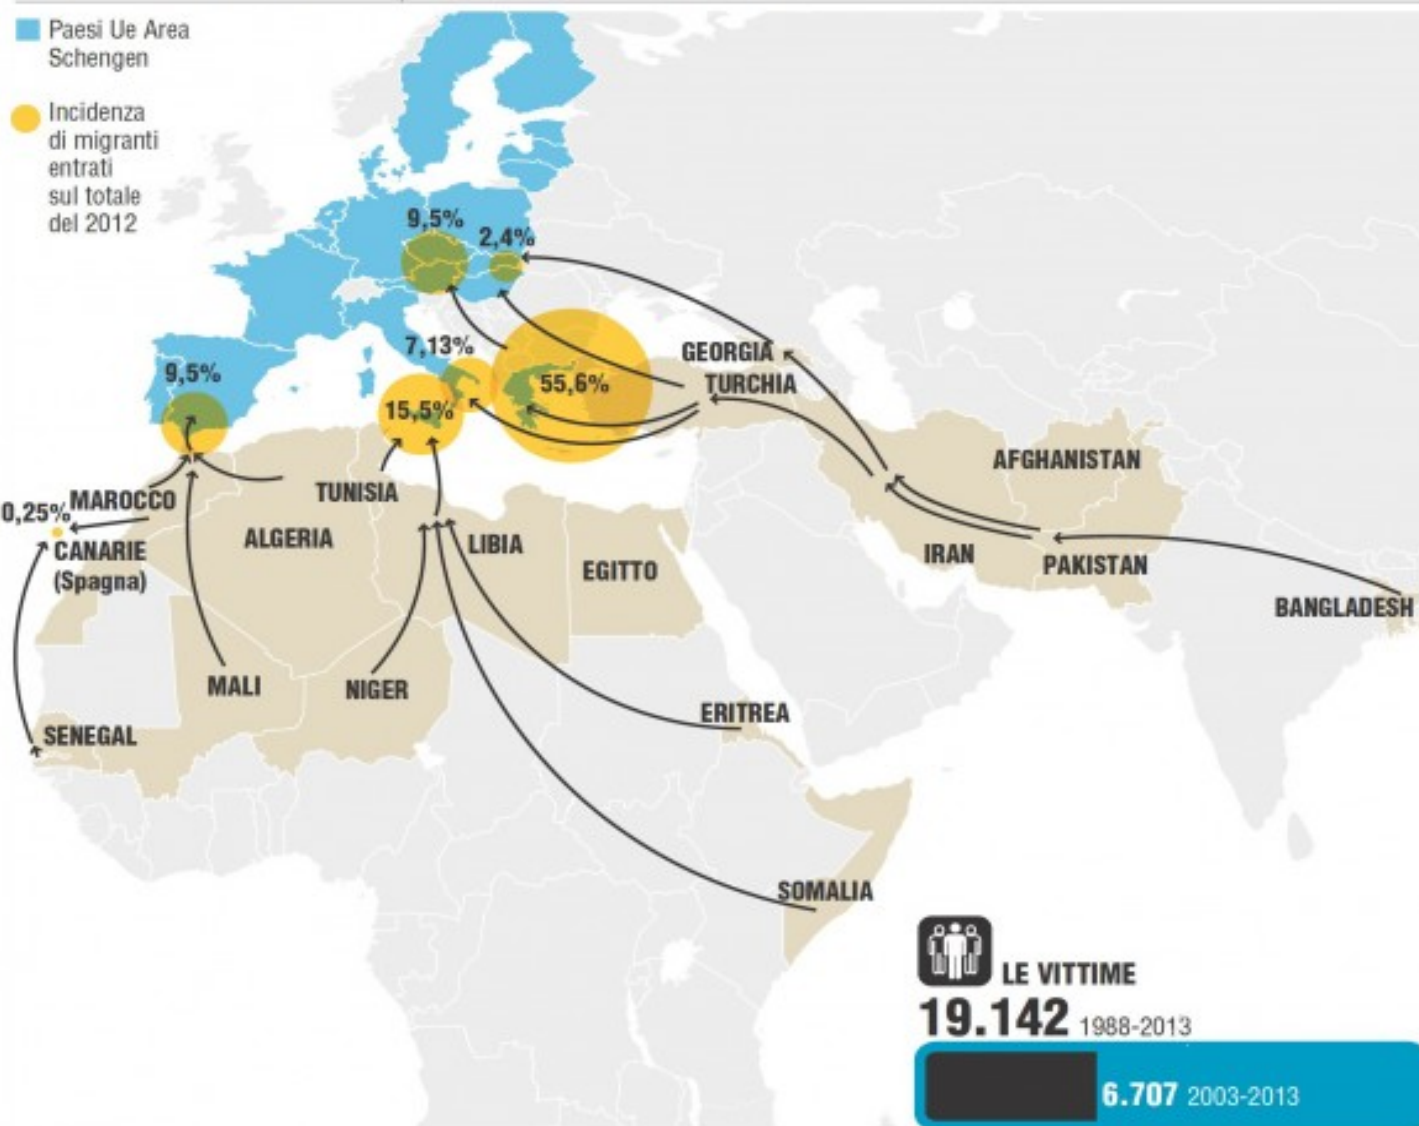 Paesi Ue Area
Schengen
Incidenza
di migranti
entrati
sul totale
del 2012
9,5%
2,4%
7,13%
9,5%
15,5%
55,6%
GEORGIA
TURCHIA
AFGHANISTAN
0,25%
MAROCCO
TUNISIA
CANARIE
(Spagna)
ALGERIA
LIBIA
EGITTO
IRAN
PAKISTAN
BANGLADESH
MALI
NIGER
SENEGAL
ERITREA
SOMALIA
LE VITTIME
19.142 1988-2013
6.707 2003-2013